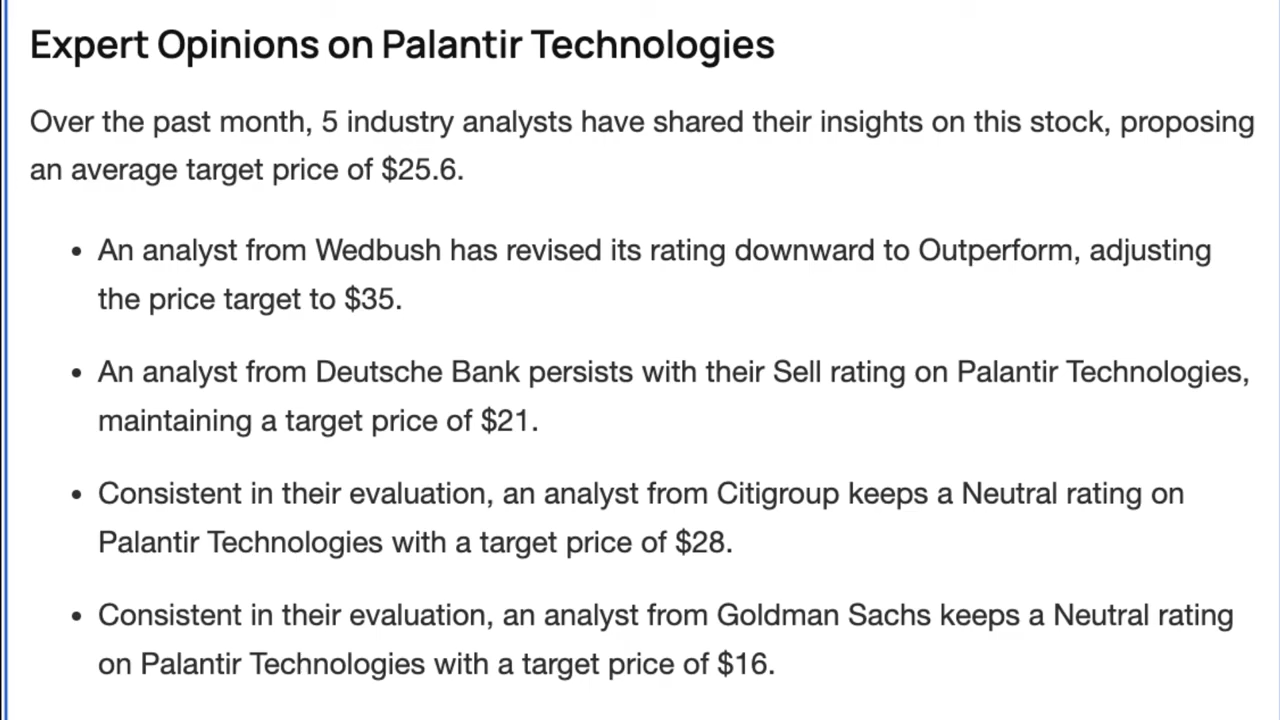 Expert Opinions on Palantir Technologies
Over the past month, 5 industry analysts have shared their insights on this stock, proposing
an average target price of $25.6.
• An analyst from Wedbush has revised its rating downward to Outperform, adjusting
the price target to $35.
• An analyst from Deutsche Bank persists with their Sell rating on Palantir Technologies,
maintaining a target price of $21.
• Consistent in their evaluation, an analyst from Citigroup keeps a Neutral rating on
Palantir Technologies with a target price of $28.
• Consistent in their evaluation, an analyst from Goldman Sachs keeps a Neutral rating
on Palantir Technologies with a target price of $16.